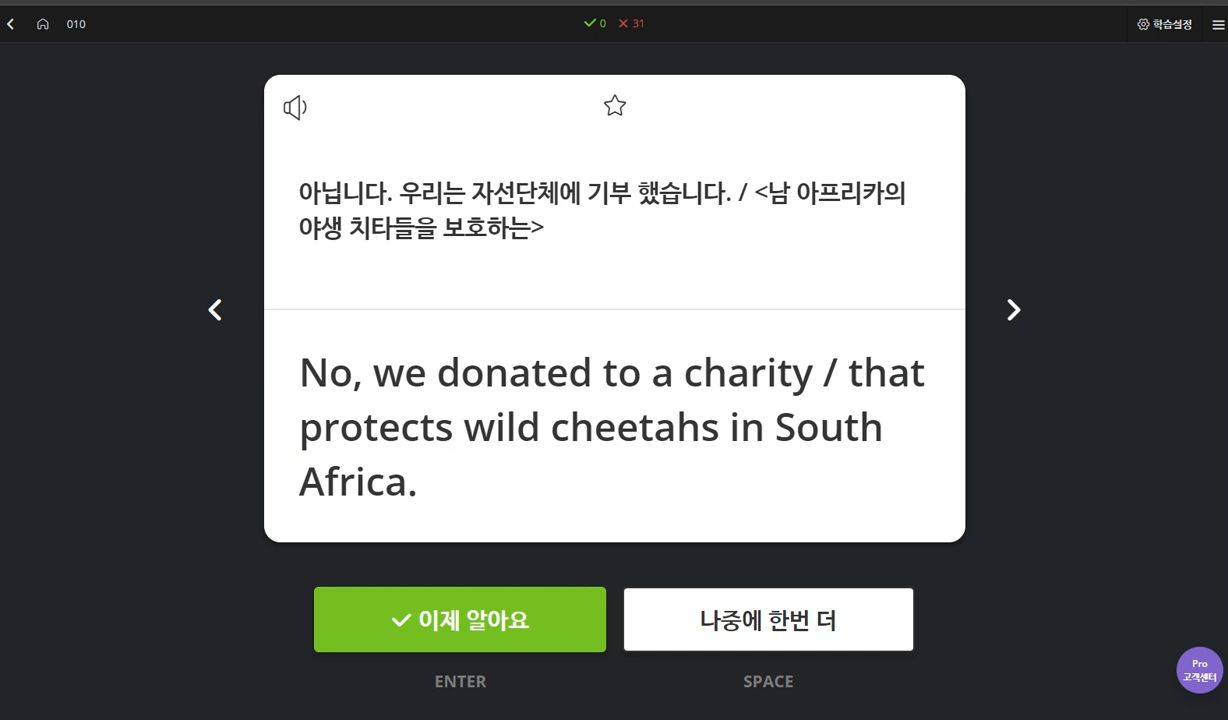 010
0
31
학습설정
아닙니다. 우리는 자선단체에 기부 했습니다. / <남 아프리카의
야생 치타들을 보호하는>
No, we donated to a charity / that
protects wild cheetahs in South
Africa.
이제 알아요
나중에 한번 더
ENTER
SPACE
Pro
고객센터